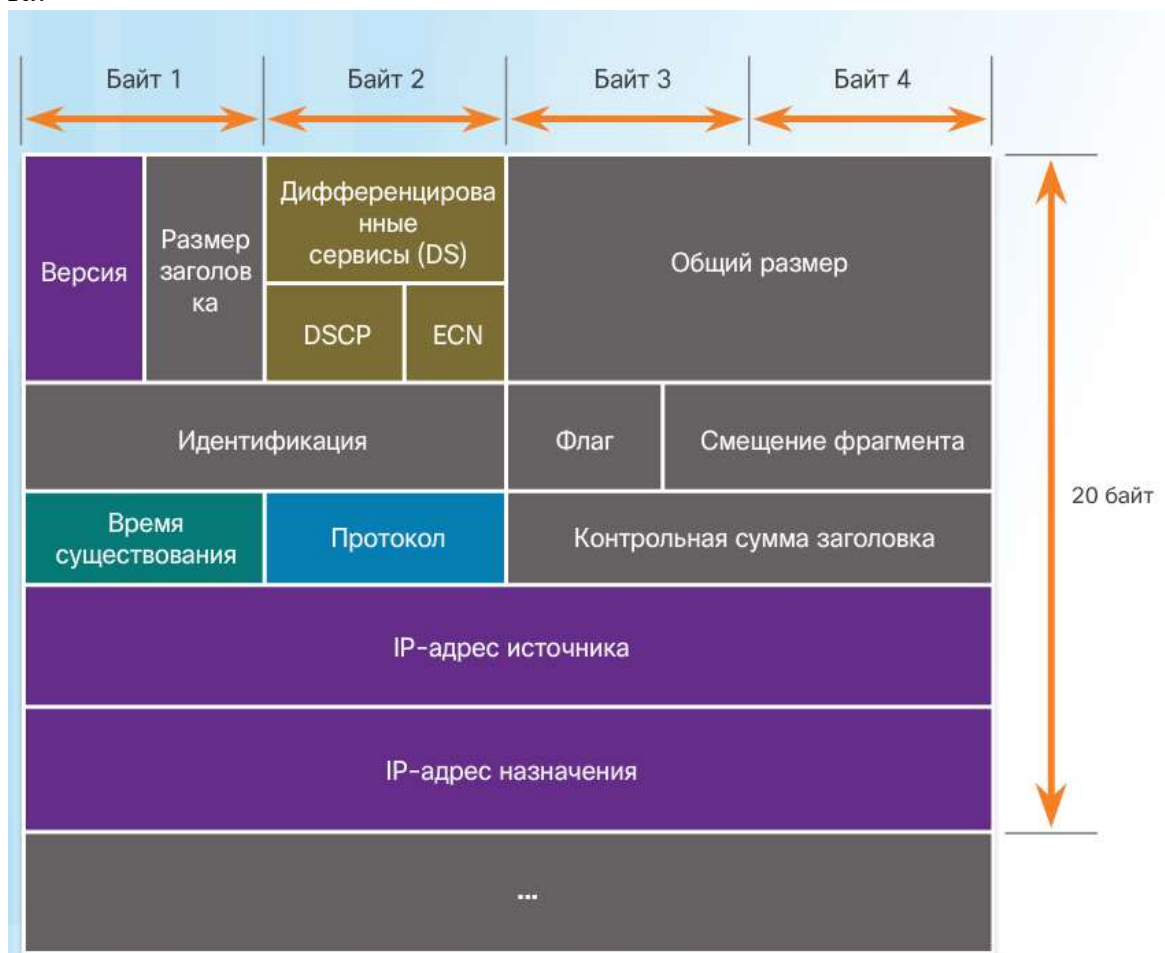 Байт 1
Байт 2
Байт 3
Байт 4
Версия
Размер
заголов
ка
Дифференцирова
нные
сервисы (DS)
DSCP
ECN
Общий размер
Идентификация
Флаг
Смещение фрагмента
20 байт
Время
существования
Протокол
Контрольная сумма заголовка
IP-адрес источника
IP-адрес назначения
...